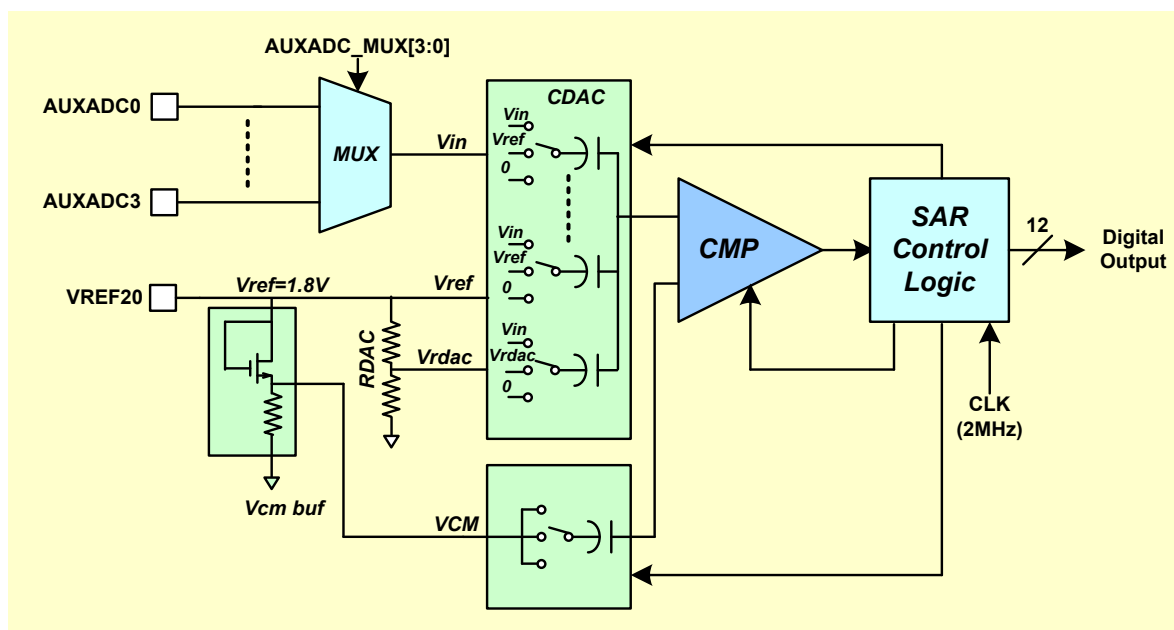 AUXADC_MUX[3:0]
AUXADC0
AUXADC3
MUX
Vin
CDAC
Vin
Vref
0
Vin
Vref
0
Vin
Vrdac
0
CMP
SAR
Control
Logic
12
Digital
Output
VREF20
Vref=1.8V
Vref
RDAC
Vrdac
CLK
(2MHz)
Vcm buf
VCM